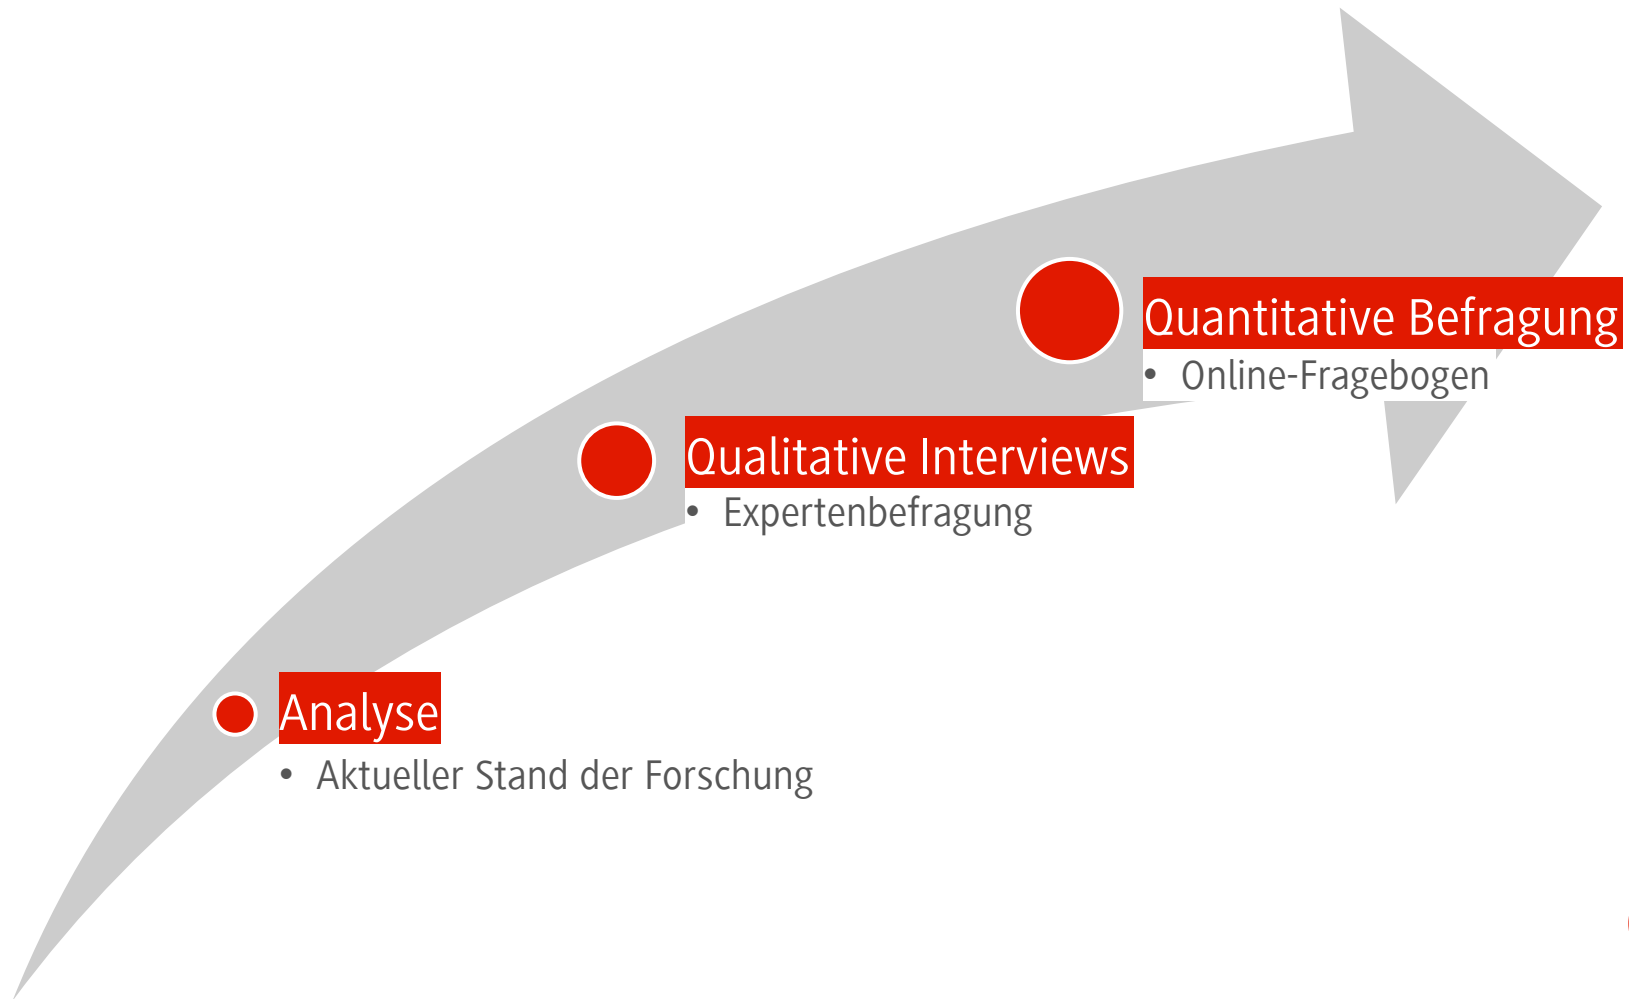 Quantitative Befragung
• Online-Fragebogen
Qualitative Interviews
• Expertenbefragung
Analyse
• Aktueller Stand der Forschung